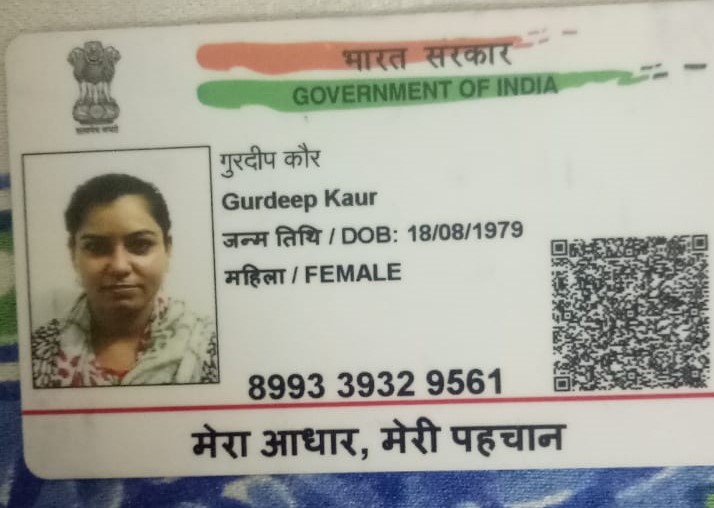 भारत सरकार
GOVERNMENT OF INDIA
सत्यमेव जयते
गुरदीप कौर
Gurdeep Kaur
जन्म तिथि / DOB: 18/08/1979
महिला / FEMALE
8993 3932 9561
मेरा आधार, मेरी पहचान